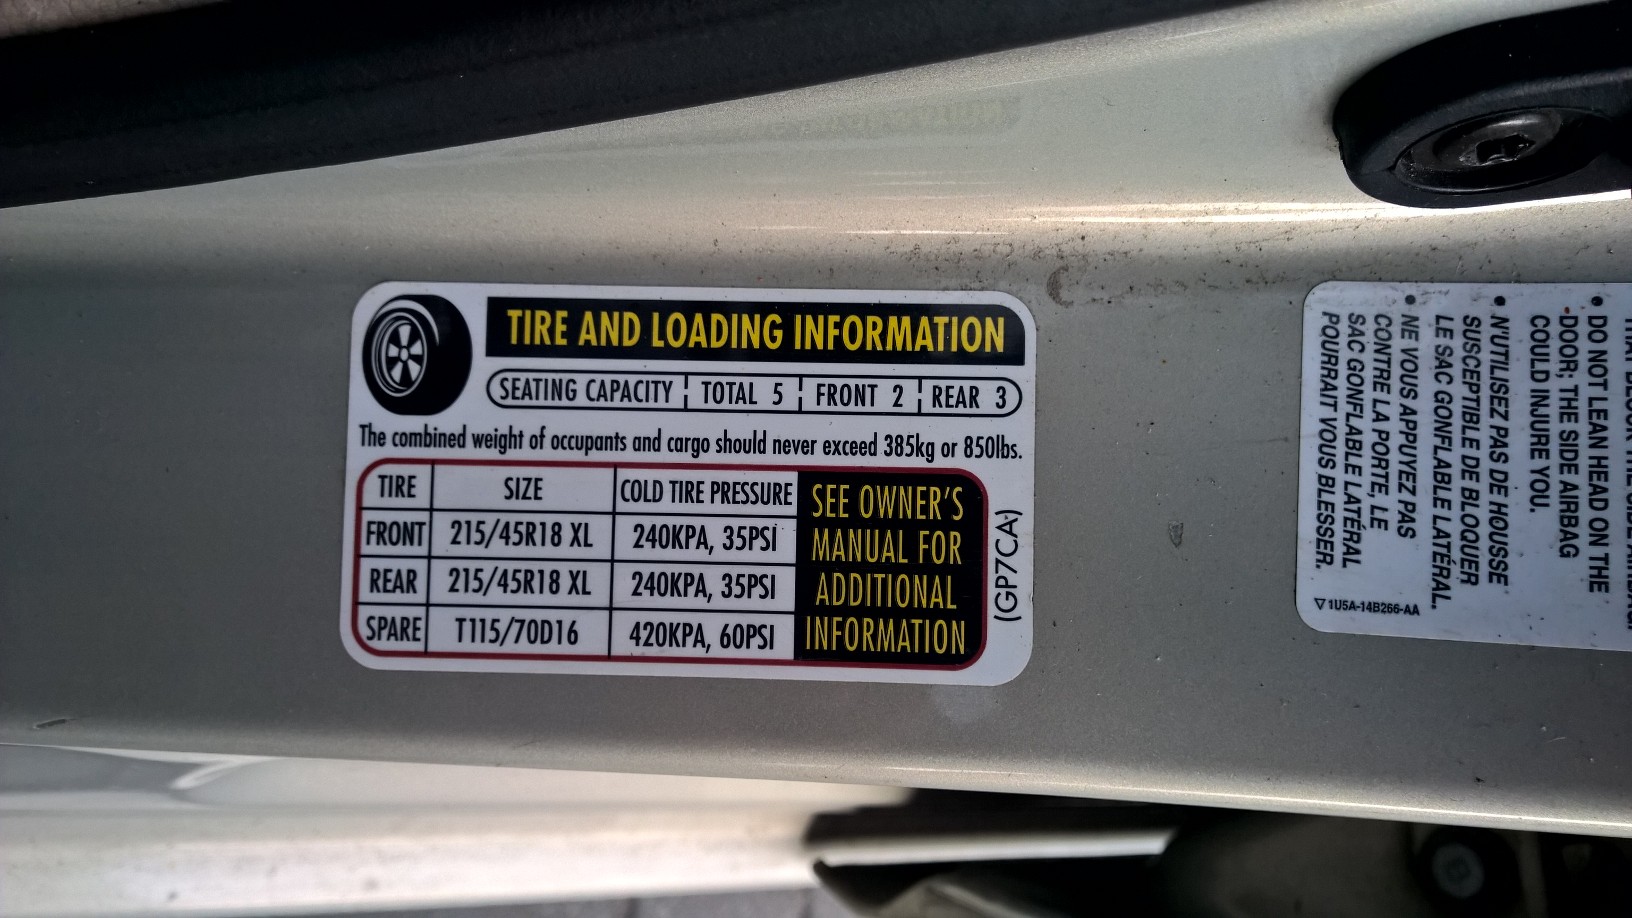 TIRE AND LOADING INFORMATION
SEATING CAPACITY TOTAL 5 FRONT 2 REAR 3
The combined weight of occupants and cargo should never exceed 385kg or 850lbs.
TIRE SIZE COLD TIRE PRESSURE
FRONT 215/45R18 XL 240KPA, 35PSI
REAR 215/45R18 XL 240KPA, 35PSI
SPARE T115/70D16 420KPA, 60PSI
SEE OWNER'S
MANUAL FOR
ADDITIONAL
INFORMATION
(GP7CA)
• DO NOT LEAN HEAD ON THE
DOOR; THE SIDE AIRBAG
COULD INJURE YOU.
• N'UTILISEZ PAS DE HOUSSE
SUSCEPTIBLE DE BLOQUER
LE SAC GONFLABLE LATÉRAL.
• NE VOUS APPUYEZ PAS
CONTRE LA PORTE, LE
SAC GONFLABLE LATÉRAL
POURRAIT VOUS BLESSER.
1U5A-14B266-AA